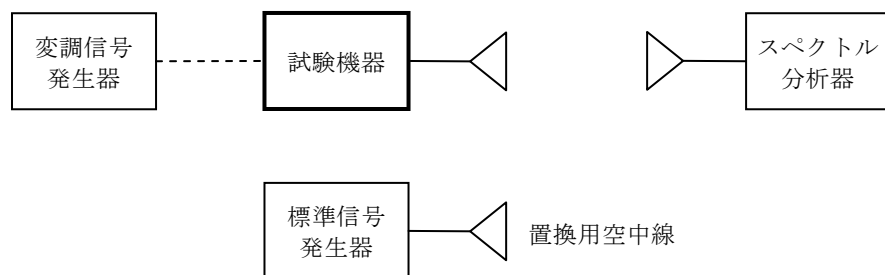 変調信号
発生器
試験機器
スペクトル
分析器
標準信号
発生器
置換用空中線